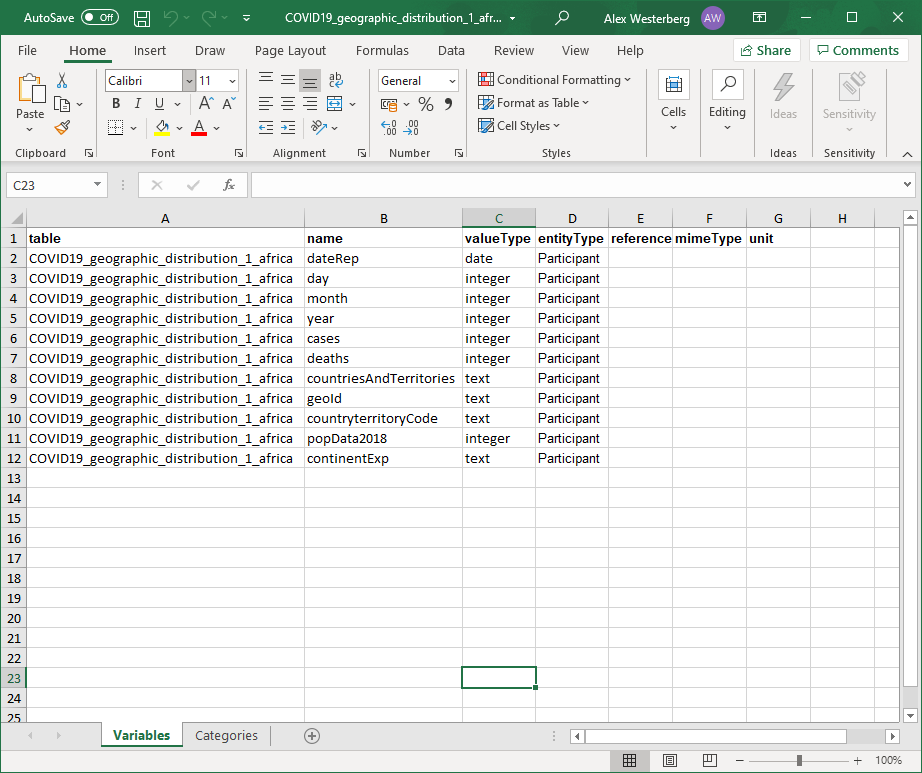 AutoSave Off COVID19_geographic_distribution_1_afr... Alex Westerberg AW
File Home Insert Draw Page Layout Formulas Data Review View Help Share Comments
Paste
Calibri 11
B I U
A A
A
ab
General
% 9
.00
.00
Conditional Formatting
Format as Table
Cell Styles
Cells
Editing
Ideas
Sensitivity
Clipboard Font Alignment Number Styles Ideas Sensitivity
C23 fx
A B C D E F G H
1 table name valueType entityType reference mimeType unit
2 COVID19_geographic_distribution_1_africa dateRep date Participant
3 COVID19_geographic_distribution_1_africa day integer Participant
4 COVID19_geographic_distribution_1_africa month integer Participant
5 COVID19_geographic_distribution_1_africa year integer Participant
6 COVID19_geographic_distribution_1_africa cases integer Participant
7 COVID19_geographic_distribution_1_africa deaths integer Participant
8 COVID19_geographic_distribution_1_africa countriesAndTerritories text Participant
9 COVID19_geographic_distribution_1_africa geoId text Participant
10 COVID19_geographic_distribution_1_africa countryterritoryCode text Participant
11 COVID19_geographic_distribution_1_africa popData2018 integer Participant
12 COVID19_geographic_distribution_1_africa continentExp text Participant
13
14
15
16
17
18
19
20
21
22
23
24
25
Variables Categories
100%